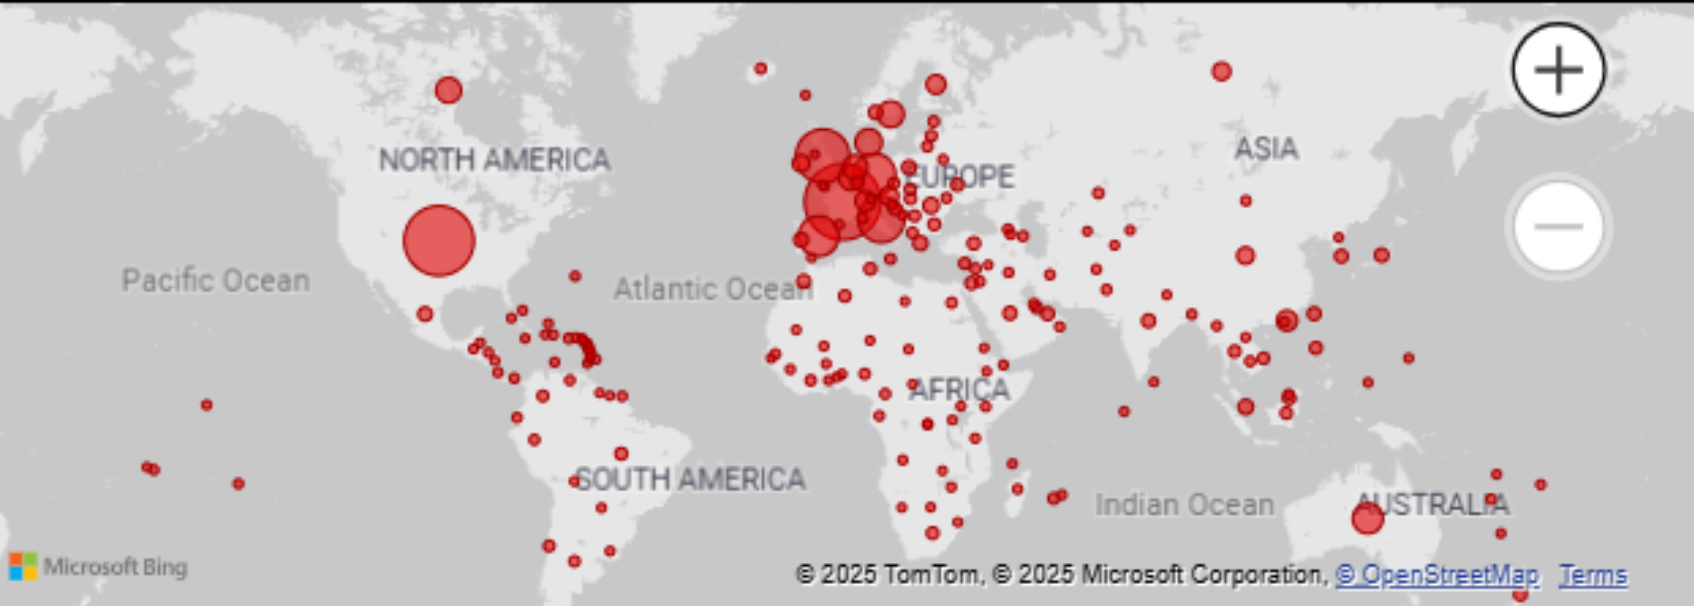 ASIA
NORTH AMERICA
EUROPE
Pacific Ocean
Atlantic Ocean
AFRICA
SOUTH AMERICA
Indian Ocean
AUSTRALIA
Microsoft Bing
© 2025 TomTom, © 2025 Microsoft Corporation, © OpenStreetMap Terms